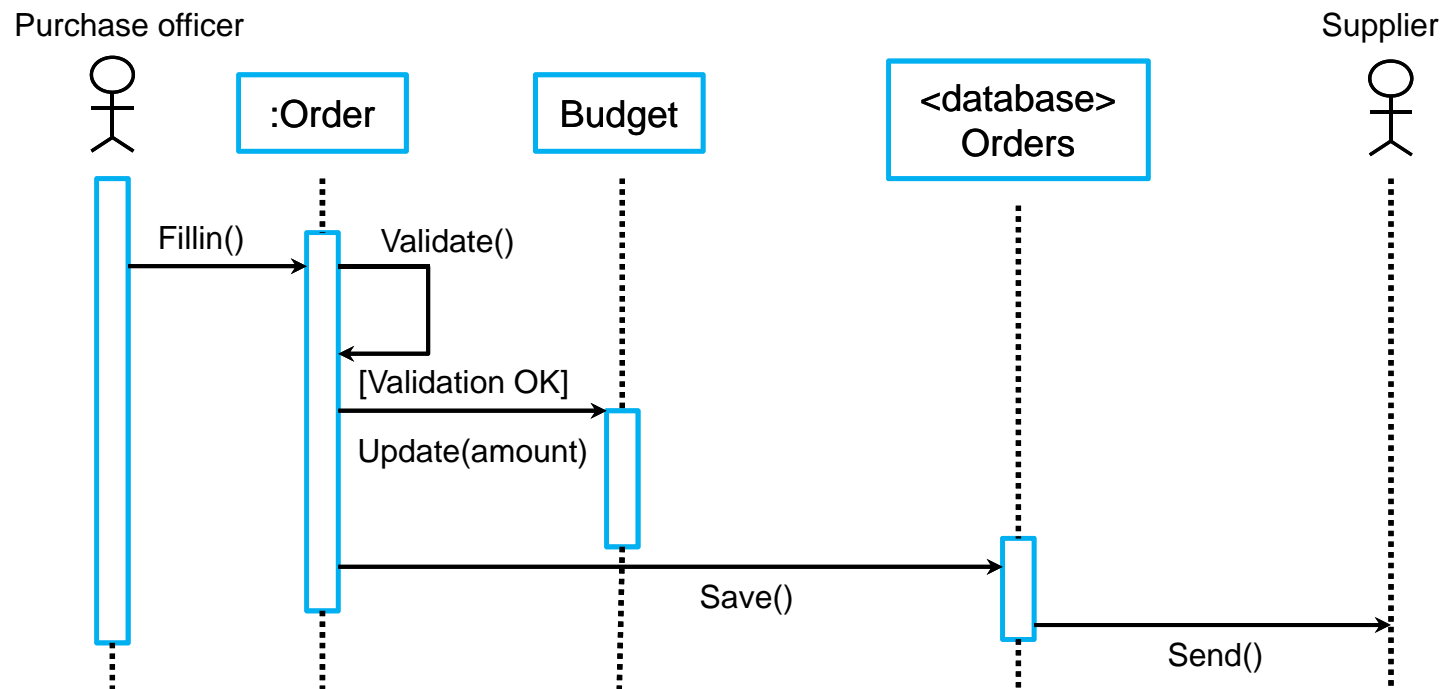 Purchase officer
Supplier
:Order
Budget
<database>
Orders
Fillin()
Validate()
[Validation OK]
Update(amount)
Save()
Send()